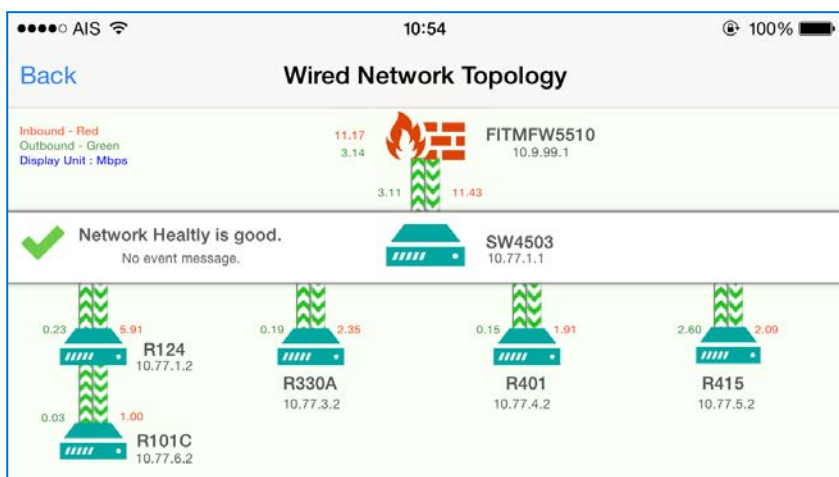 AIS 10:54 100%
Back Wired Network Topology
Inbound - Red
Outbound - Green
Display Unit : Mbps
11.17 FITMFW5510
3.14 10.9.99.1
3.11 11.43
Network Healtly is good.
No event message.
SW4503
10.77.1.1
0.23 5.91
R124
10.77.1.2
0.19 2.35
R330A
10.77.3.2
0.15 1.91
R401
10.77.4.2
2.60 2.09
R415
10.77.5.2
0.03 1.00
R101C
10.77.6.2